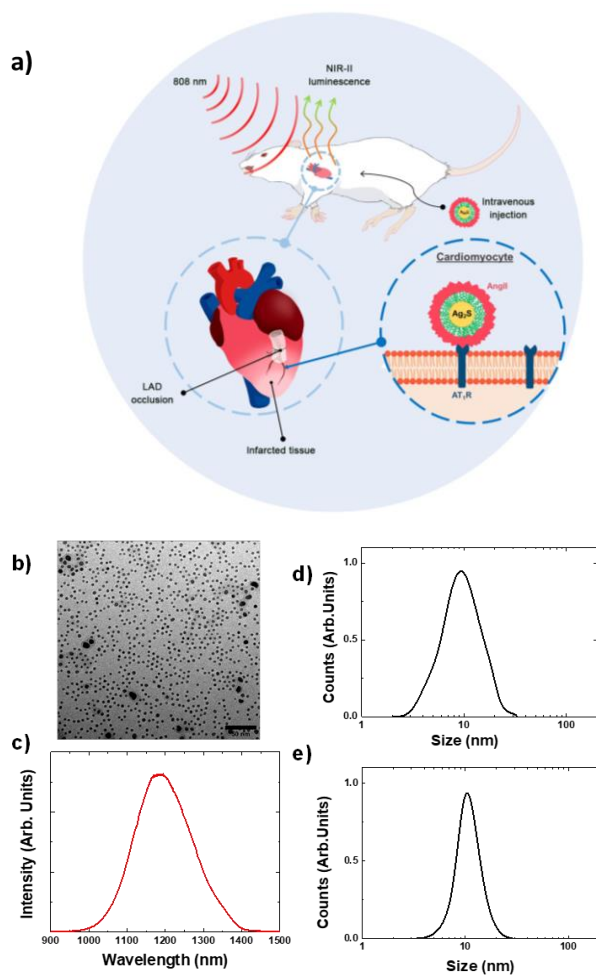 a)
808 nm
NIR-II
luminescence
Intravenous
injection
Cardiomyocyte
AngII
Ag₂S
AT₁R
LAD
occlusion
Infarcted tissue
b)
c)
Intensity (Arb. Units)
900 1000 1100 1200 1300 1400 1500
Wavelength (nm)
d)
Counts (Arb.Units)
1.0
0.5
0.0
1 10 100
Size (nm)
e)
Counts (Arb.Units)
1.0
0.5
0.0
1 10 100
Size (nm)